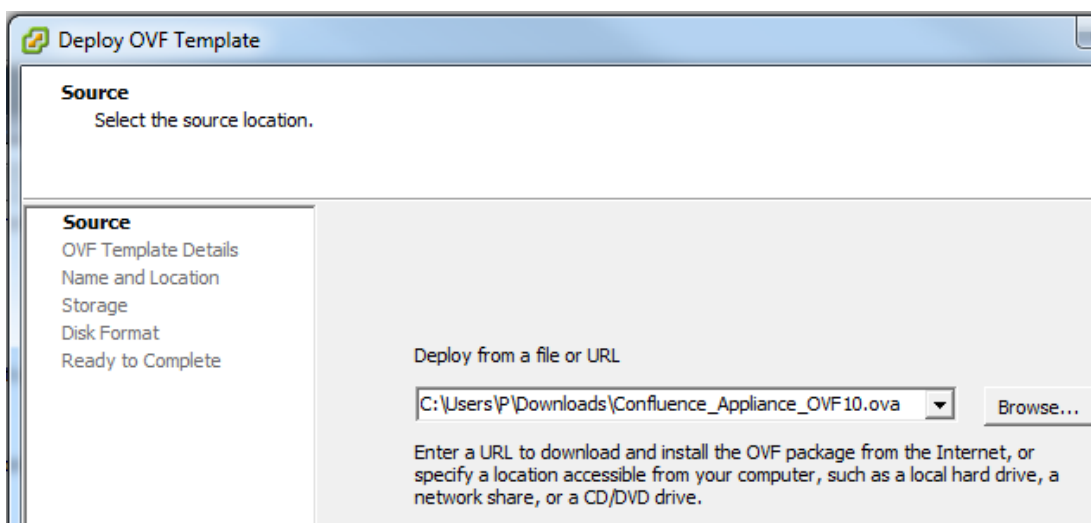 Deploy OVF Template
Source
Select the source location.
Source
OVF Template Details
Name and Location
Storage
Disk Format
Ready to Complete
Deploy from a file or URL
C:\Users\P\Downloads\Confluence_Appliance_OVF10.ova
Browse...
Enter a URL to download and install the OVF package from the Internet, or
specify a location accessible from your computer, such as a local hard drive, a
network share, or a CD/DVD drive.